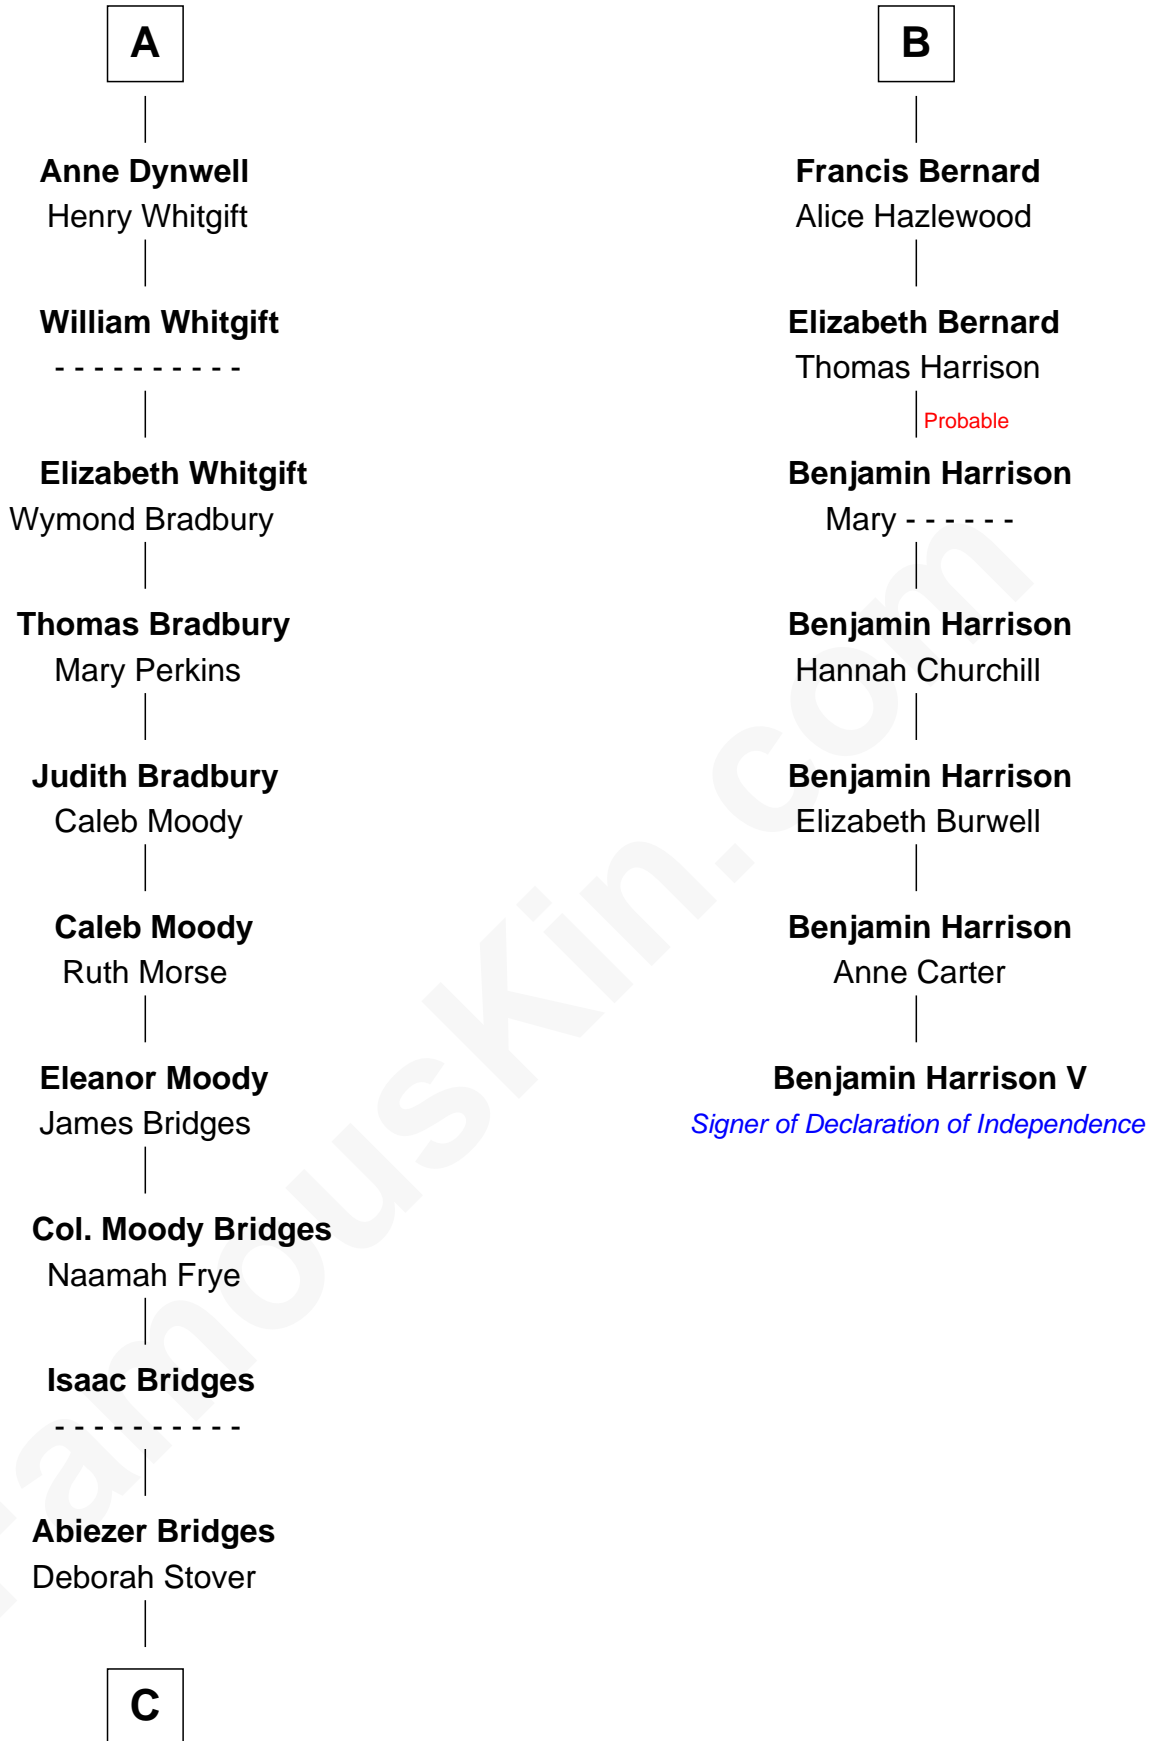 A
Anne Dynwell
Henry Whitgift
William Whitgift
- - - - - - - - - -
Elizabeth Whitgift
Wymond Bradbury
Thomas Bradbury
Mary Perkins
Judith Bradbury
Caleb Moody
Caleb Moody
Ruth Morse
Eleanor Moody
James Bridges
Col. Moody Bridges
Naamah Frye
Isaac Bridges
- - - - - - - - - -
Abiezer Bridges
Deborah Stover
C
B
Francis Bernard
Alice Hazlewood
Elizabeth Bernard
Thomas Harrison
Probable
Benjamin Harrison
Mary - - - - - -
Benjamin Harrison
Hannah Churchill
Benjamin Harrison
Elizabeth Burwell
Benjamin Harrison
Anne Carter
Benjamin Harrison V
Signer of Declaration of Independence
FamousKin.com